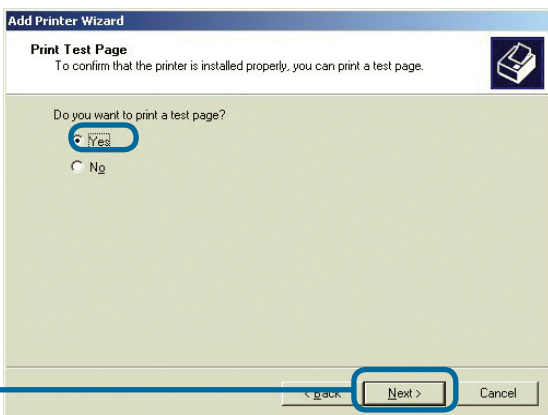 Add Printer Wizard
Print Test Page
To confirm that the printer is installed properly, you can print a test page.
Do you want to print a test page?
Yes
No
< Back
Next >
Cancel